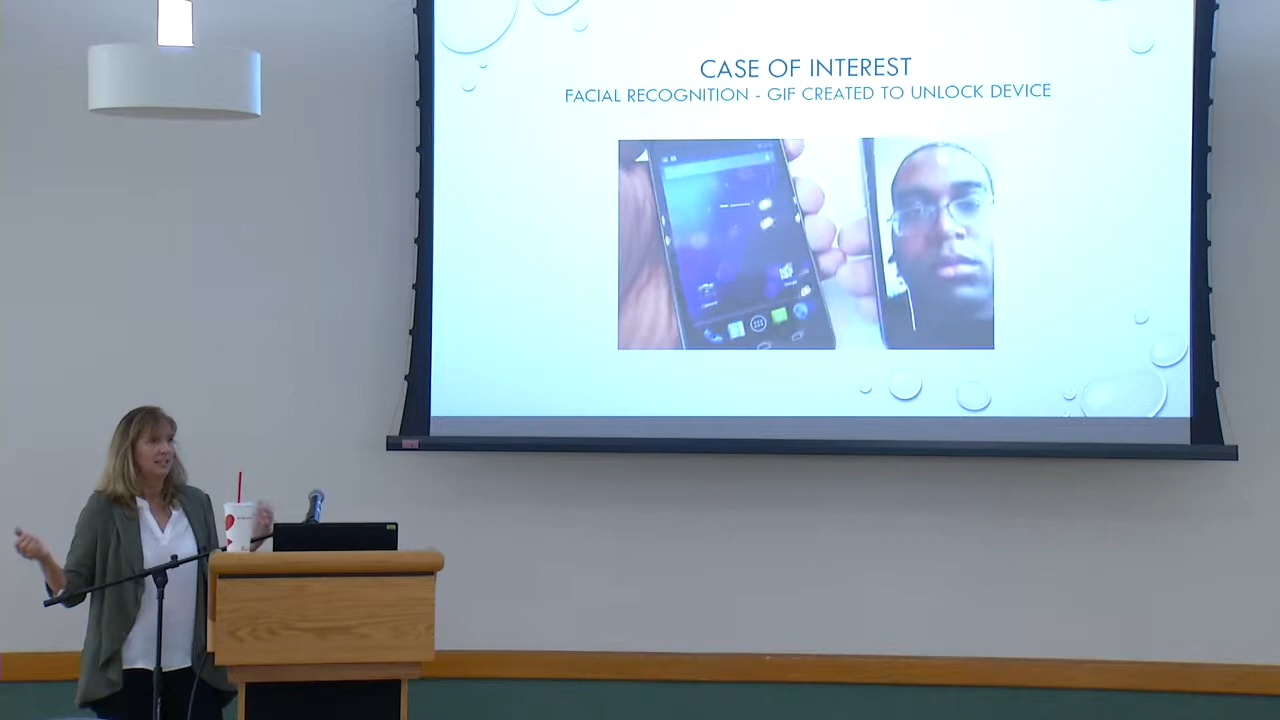 CASE OF INTEREST
FACIAL RECOGNITION - GIF CREATED TO UNLOCK DEVICE